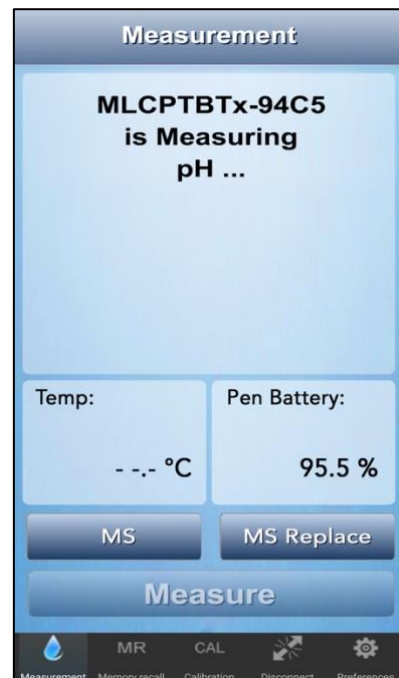 Measurement
MLCPTBTx-94C5
is Measuring
pH ...
Temp:
- -.- ºC
Pen Battery:
95.5 %
MS
MS Replace
Measure
MR
CAL
Measurement
Memory recall
Calibration
Disconnect
Preferences